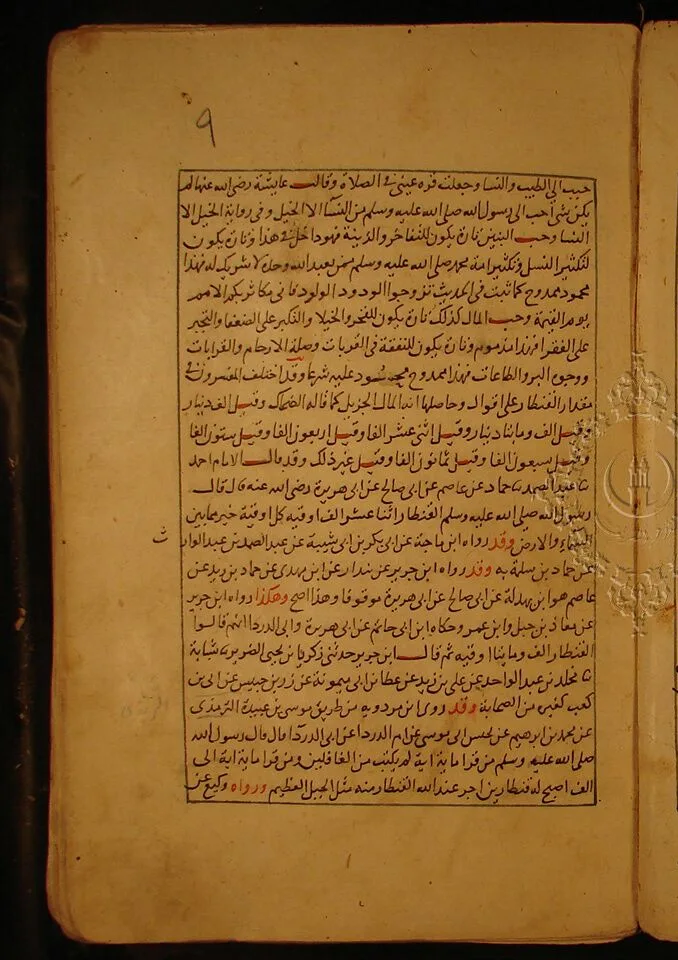 ٩
حبب الي الطيب والنسا وجعلت قرة عيني في الصلاة وقالت عايشة رضي الله عنها لم
يكن شي احب الى رسول الله صلى الله عليه وسلم من النسآ الا الخيل وفي رواية الخيل الا
النسا وحب البنين تارة يكون للتفاخر والزينة فهو داخل في هذا وتارة يكون
لتكثير النسل وتكثير امة محمد صلى الله عليه وسلم ممن يعبد الله وحده لا شريك له فهذا
محمود ممدوح كما ثبت في الحديث تزوجوا الودود الولود فاني مكاثر بكم الامم
يوم القيمة وحب المال كذلك تارة يكون للفخر والخيلا والتكبر على الضعفا والتجبر
على الفقرا فهذا مذموم وتارة يكون للنفقة في القربات وصلة الارحام والقرابات
ووجوه البر والطاعات فهذا ممدوح محمود عليه شرعا وقد اختلف المفسرون في
مقدار القنطار على اقوال وحاصلها انه المال الجزيل كما قاله الضحاك وقيل الف دينار
وقيل الف ومايتا دينار وقيل اثنى عشر الفا وقيل اربعون الفا وقيل ستون الفا
وقيل سبعون الفا وقيل ثمانون الفا وقيل غير ذلك وقد قال الامام احمد
ثنا عبد الصمد ثنا حماد عن عاصم عن ابي صالح عن ابي هريرة رضي الله عنه قال قال
رسول الله صلى الله عليه وسلم القنطار اثنا عشر الف اوقيه كل اوقية خير مما بين
السماء والارض وقد رواه ابن ماجة عن ابي بكر بن ابي شيبة عن عبد الصمد بن عبد الوارث
عن حماد بن سلمة به وقد رواه ابن جرير عن بندار عن ابن مهدي عن حماد بن زيد عن
عاصم هو ابن بهدلة عن ابي صالح عن ابي هريرة موقوفا وهذا اصح وهكذا رواه ابن جرير
عن معاذ بن جبل وابن عمر وحكاه ابن ابي حاتم عن ابي هريرة وابي الدرداء انهم قالوا
القنطار الف ومايتا اوقيه ثم قال ابن جرير حدثني زكريا بن يحيى الضرير ثنا شبابة
ثنا مخلد بن عبد الواحد عن علي بن زيد عن عطا بن ابي ميمونة عن زر بن حبيس عن ابي بن
كعب كغيره من الصحابة وقد روى ابن مردويه من طريق موسى بن عبيدة الترمذي
عن محمد بن ابرهيم عن يحنس ابي موسى عن ام الدردا عن ابي الدردآ قال قال رسول الله
صلى الله عليه وسلم من قرا ماية اية لم يكتب من الغافلين ومن قرا ماية اية الى
الف اصبح له قنطار من اجر عند الله القنطار منه مثل الجبل العظيم ورواه وكيع عن